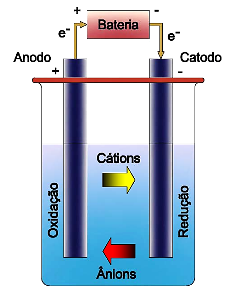 + Bateria -
e⁻ e⁻
Anodo Catodo
+ -
Cátions
Oxidação
Redução
Ânions